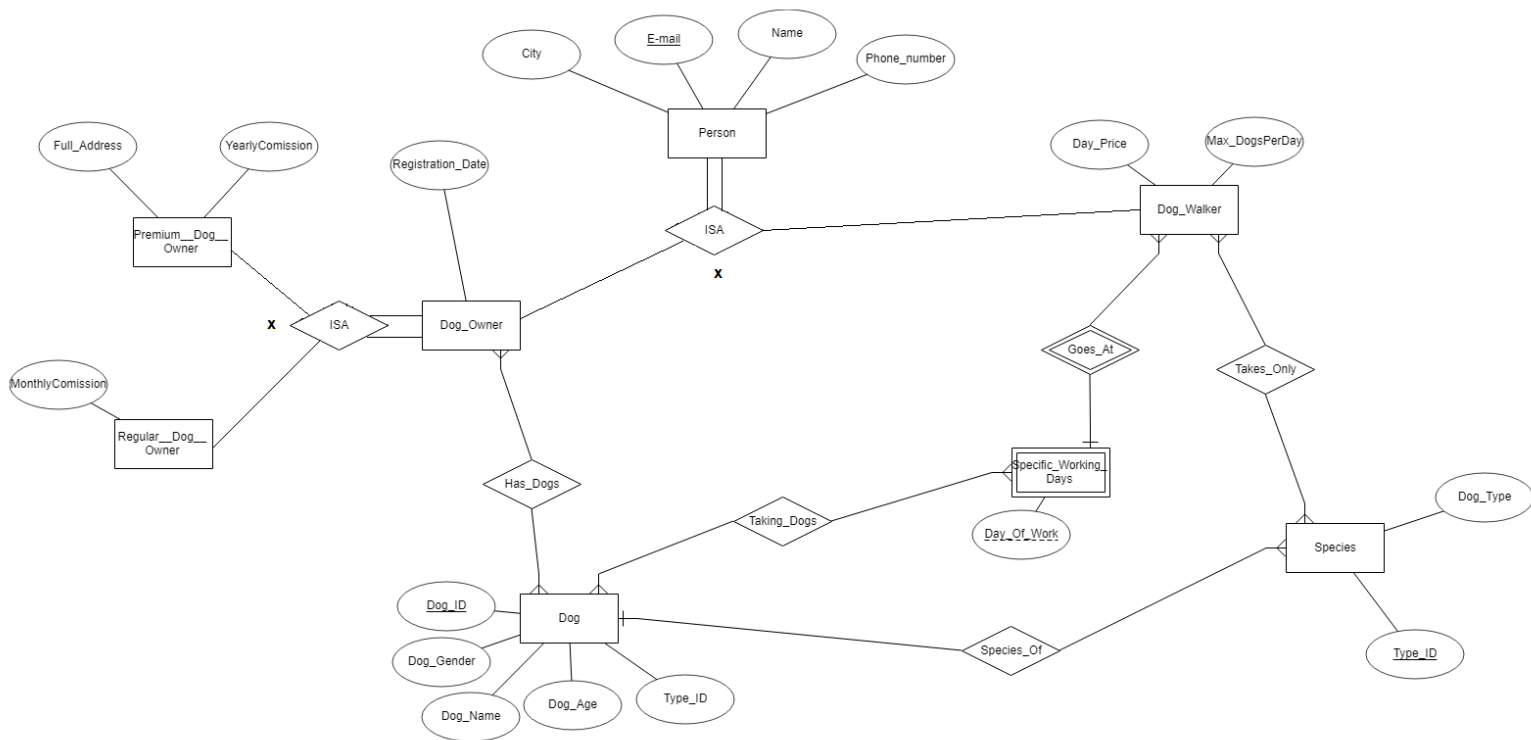 City
E-mail
Name
Phone_number
Person
Full_Address
YearlyComission
Registration_Date
Day_Price
Max_DogsPerDay
Premium__Dog__
Owner
Dog_Walker
ISA
x
x
ISA
Dog_Owner
Goes_At
Takes_Only
MonthlyComission
Regular__Dog__
Owner
Specific_Working_
Days
Has_Dogs
Taking_Dogs
Day_Of_Work
Dog_Type
Species
Dog_ID
Dog
Dog_Gender
Species_Of
Type_ID
Dog_Name
Dog_Age
Type_ID